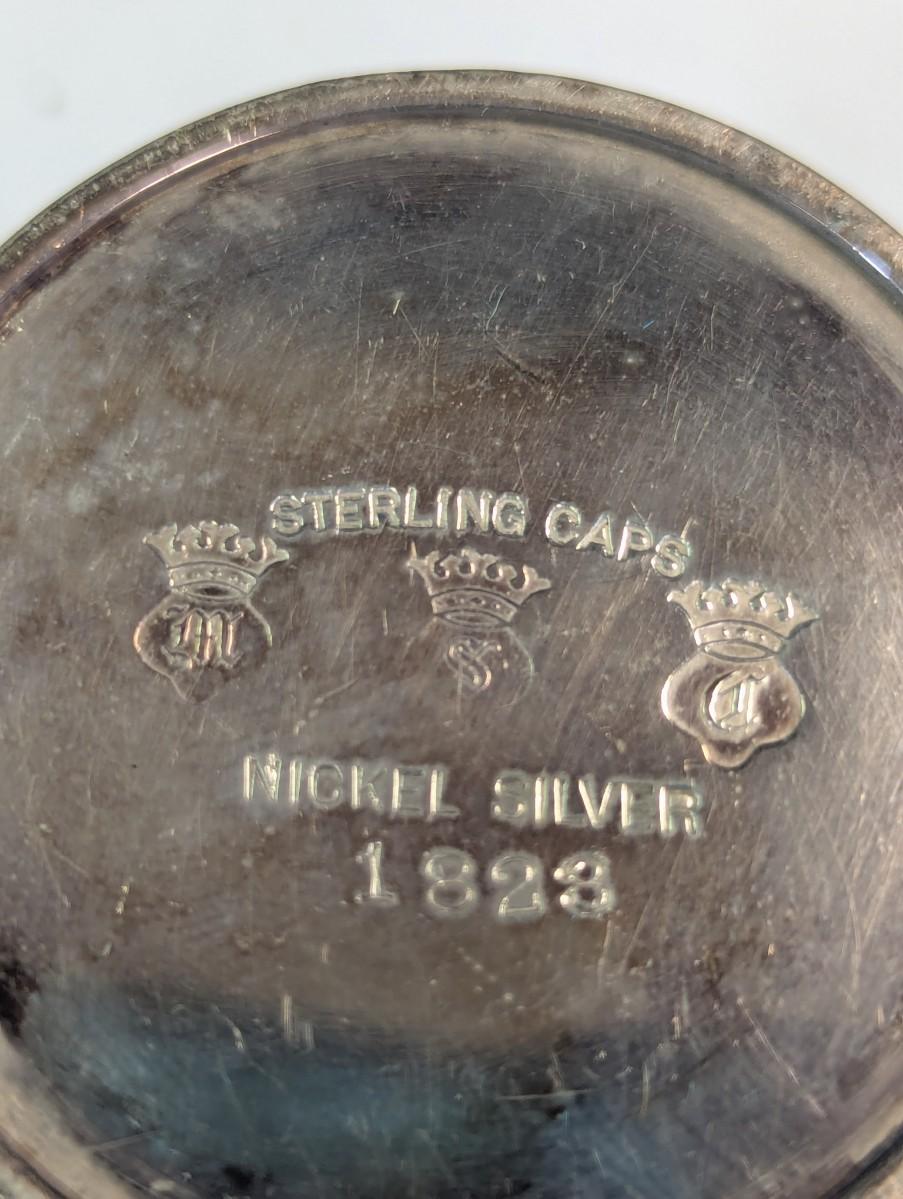 STERLING CAPS
M S C
NICKEL SILVER
1823